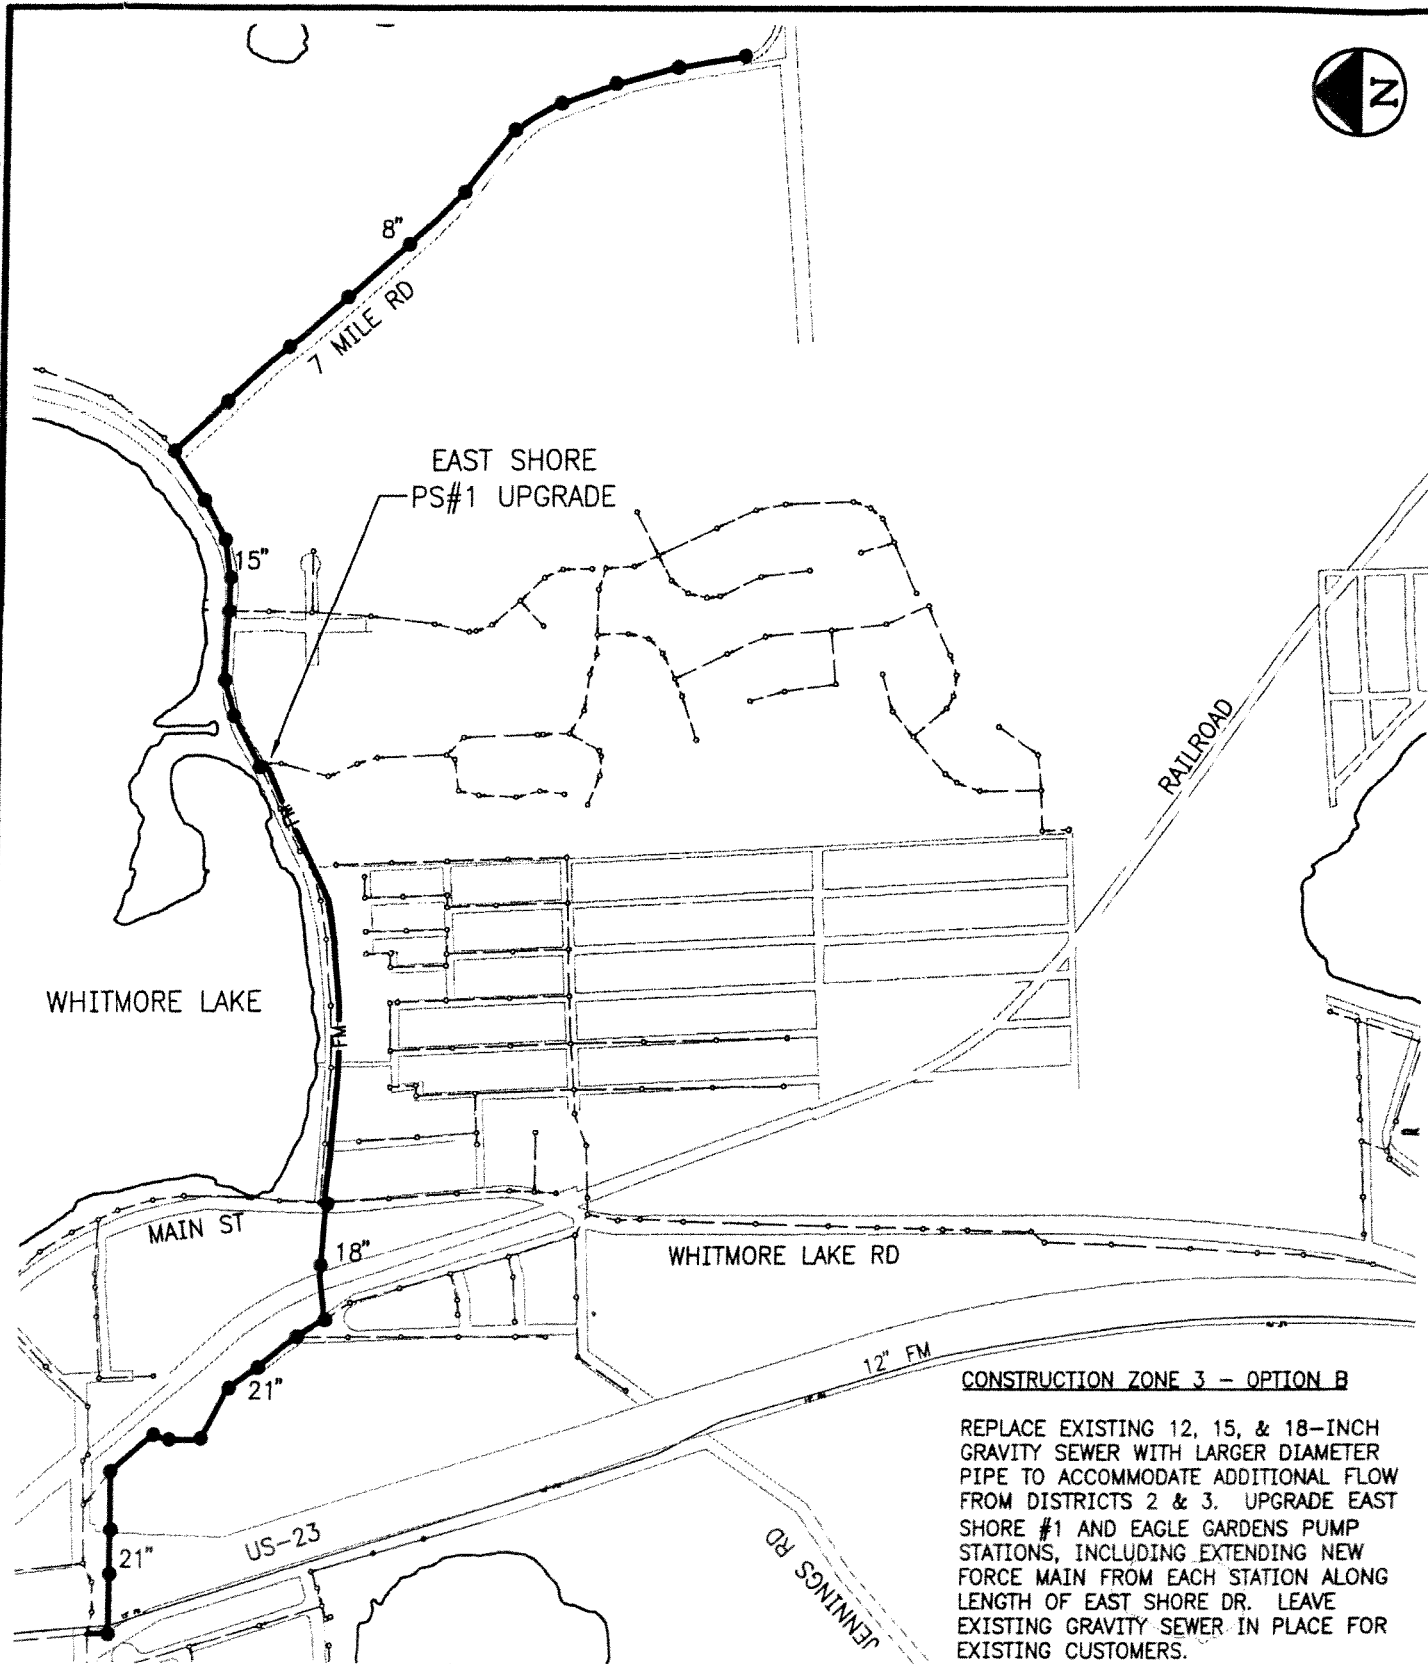 N
8"
7 MILE RD
EAST SHORE
PS#1 UPGRADE
15"
FM
RAILROAD
WHITMORE LAKE
FM
MAIN ST
18"
WHITMORE LAKE RD
12" FM
21"
US-23
21"
JENNINGS RD
CONSTRUCTION ZONE 3 - OPTION B
REPLACE EXISTING 12, 15, & 18-INCH
GRAVITY SEWER WITH LARGER DIAMETER
PIPE TO ACCOMMODATE ADDITIONAL FLOW
FROM DISTRICTS 2 & 3. UPGRADE EAST
SHORE #1 AND EAGLE GARDENS PUMP
STATIONS, INCLUDING EXTENDING NEW
FORCE MAIN FROM EACH STATION ALONG
LENGTH OF EAST SHORE DR. LEAVE
EXISTING GRAVITY SEWER IN PLACE FOR
EXISTING CUSTOMERS.